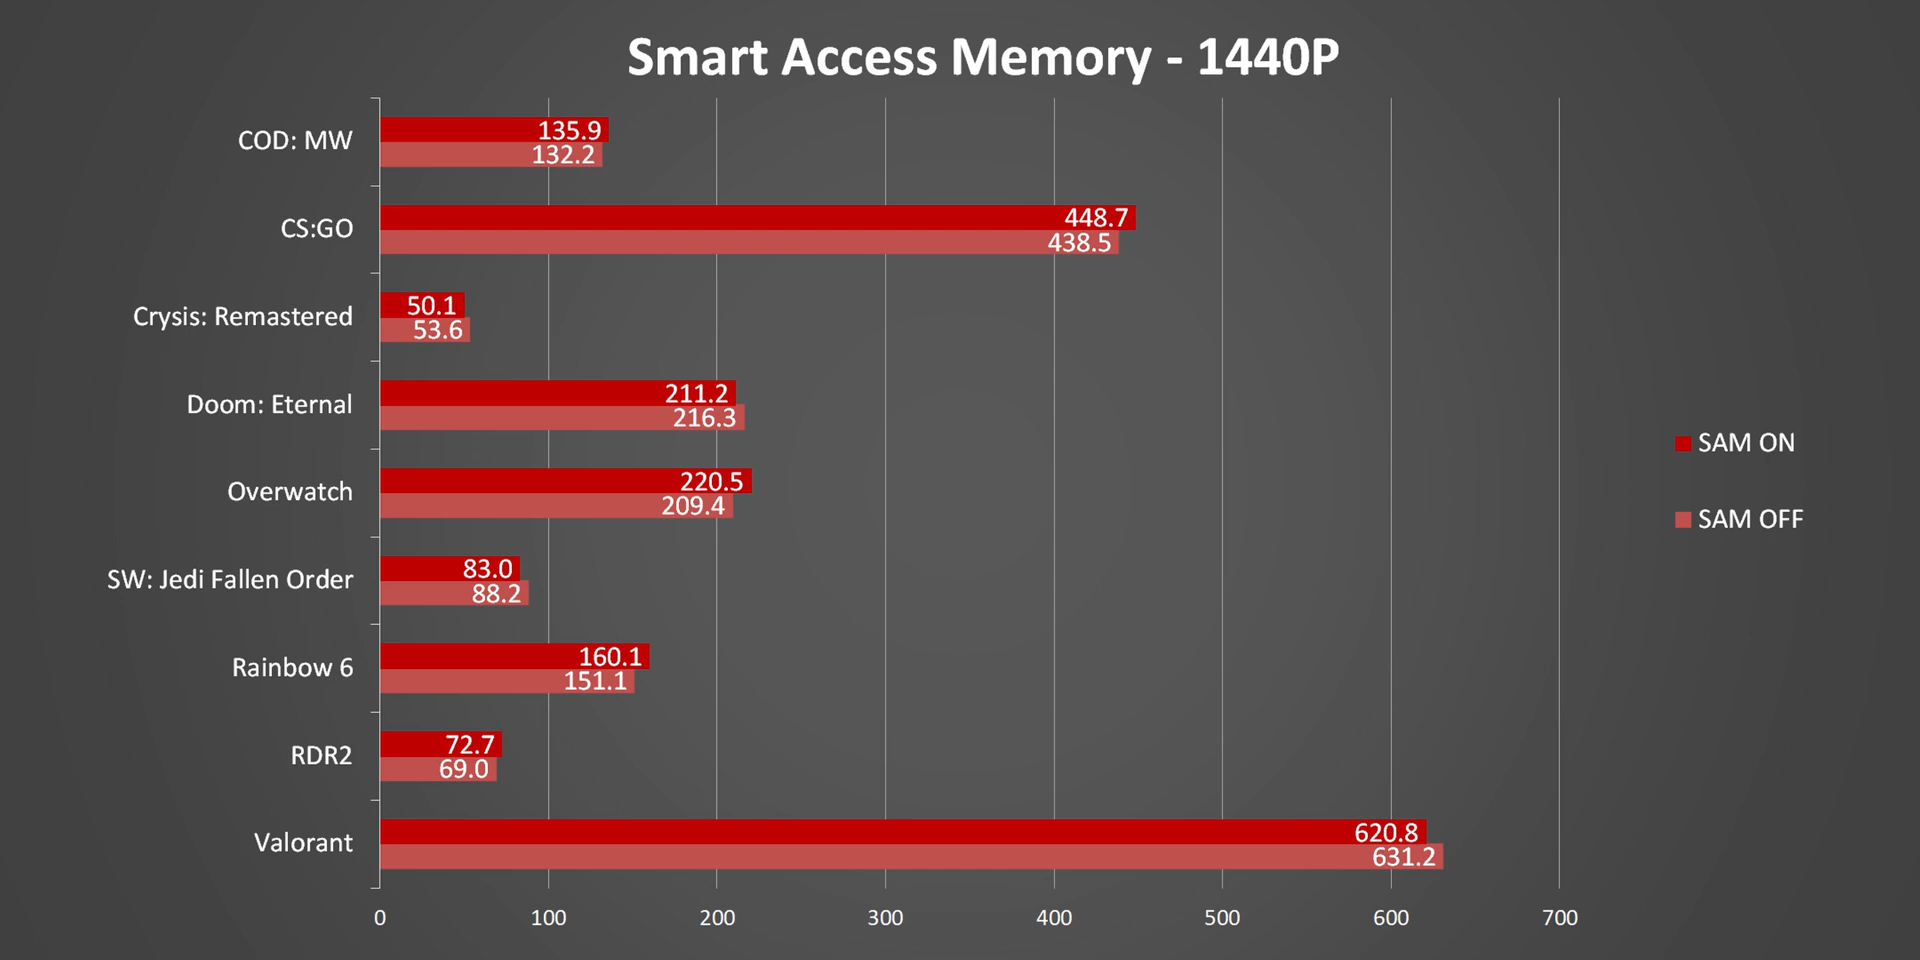 Smart Access Memory - 1440P
COD: MW
135.9
132.2
CS:GO
448.7
438.5
Crysis: Remastered
50.1
53.6
Doom: Eternal
211.2
216.3
Overwatch
220.5
209.4
SW: Jedi Fallen Order
83.0
88.2
Rainbow 6
160.1
151.1
RDR2
72.7
69.0
Valorant
620.8
631.2
0 100 200 300 400 500 600 700
SAM ON
SAM OFF